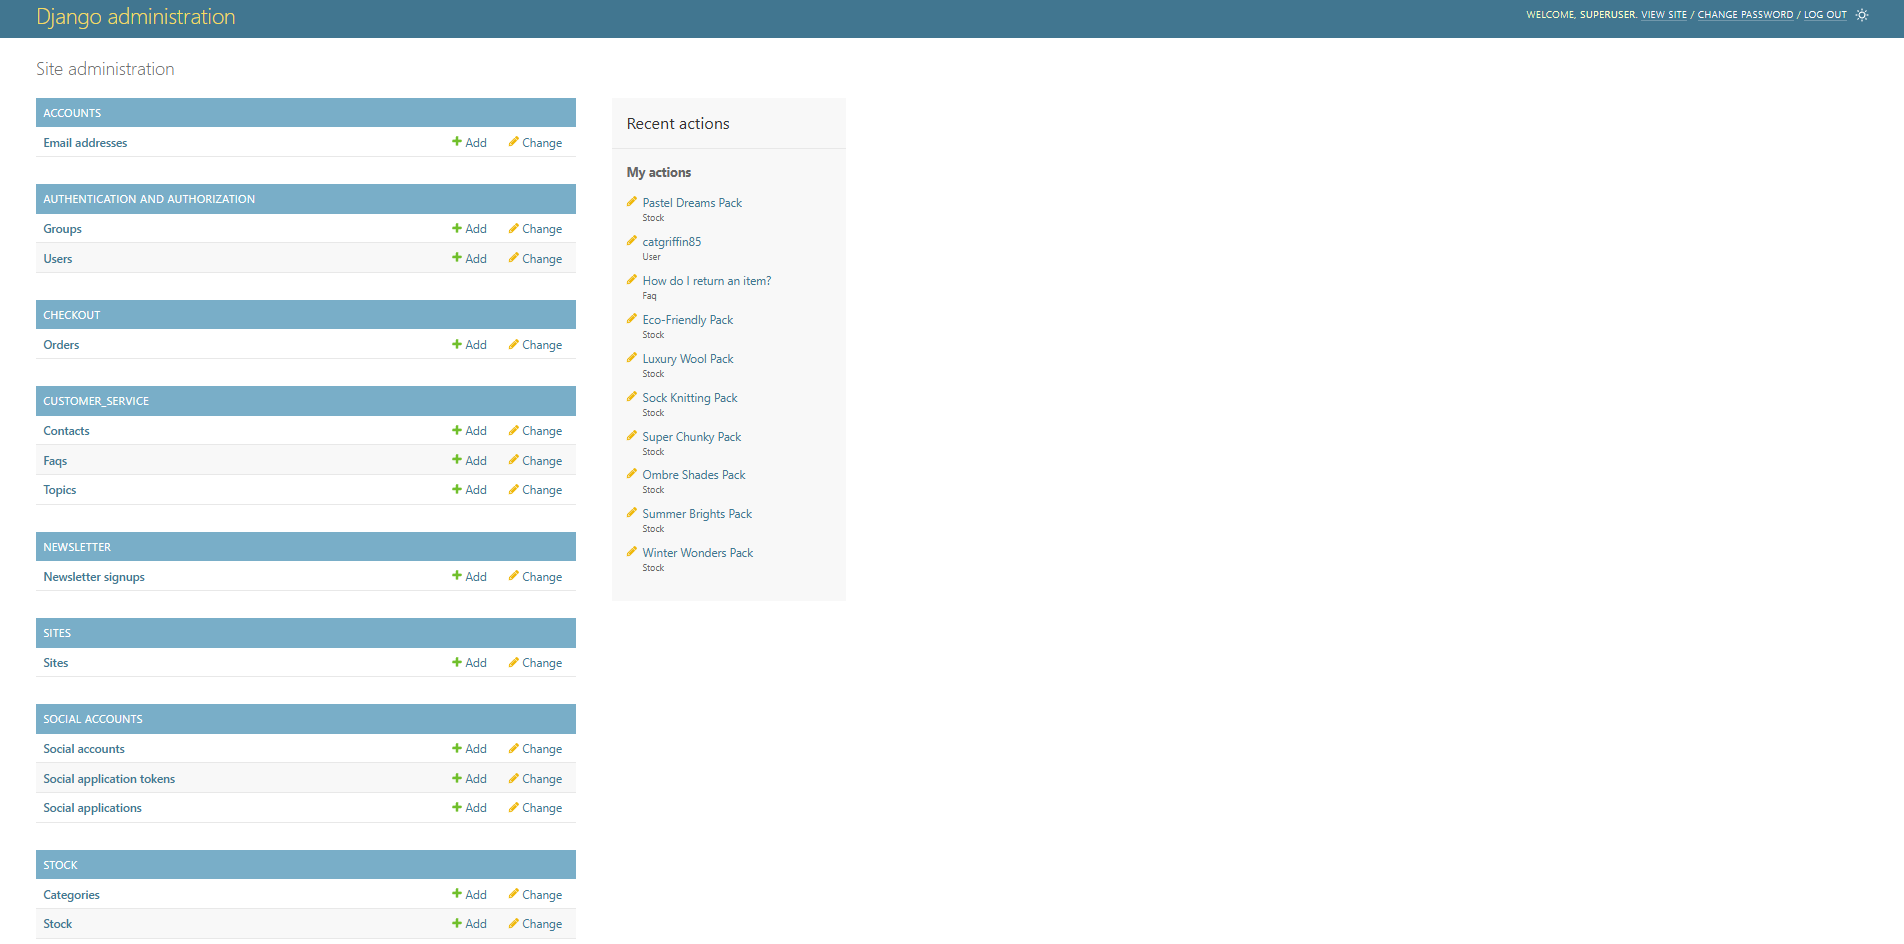 Django administration
WELCOME, SUPERUSER. VIEW SITE / CHANGE PASSWORD / LOG OUT
Site administration
ACCOUNTS
Email addresses Add Change
AUTHENTICATION AND AUTHORIZATION
Groups Add Change
Users Add Change
CHECKOUT
Orders Add Change
CUSTOMER_SERVICE
Contacts Add Change
Faqs Add Change
Topics Add Change
NEWSLETTER
Newsletter signups Add Change
SITES
Sites Add Change
SOCIAL ACCOUNTS
Social accounts Add Change
Social application tokens Add Change
Social applications Add Change
STOCK
Categories Add Change
Stock Add Change
Recent actions
My actions
Pastel Dreams Pack
Stock
catgriffin85
User
How do I return an item?
Faq
Eco-Friendly Pack
Stock
Luxury Wool Pack
Stock
Sock Knitting Pack
Stock
Super Chunky Pack
Stock
Ombre Shades Pack
Stock
Summer Brights Pack
Stock
Winter Wonders Pack
Stock